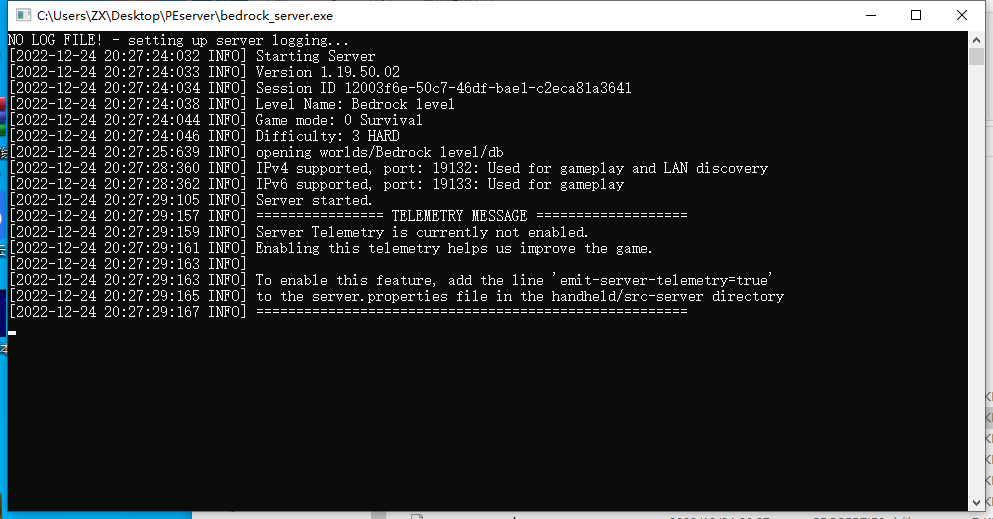 C:\Users\ZX\Desktop\PEserver\bedrock_server.exe
NO LOG FILE! - setting up server logging...
[2022-12-24 20:27:24:032 INFO] Starting Server
[2022-12-24 20:27:24:033 INFO] Version 1.19.50.02
[2022-12-24 20:27:24:034 INFO] Session ID 12003f6e-50c7-46df-bae1-c2eca81a3641
[2022-12-24 20:27:24:038 INFO] Level Name: Bedrock level
[2022-12-24 20:27:24:044 INFO] Game mode: 0 Survival
[2022-12-24 20:27:24:046 INFO] Difficulty: 3 HARD
[2022-12-24 20:27:25:639 INFO] opening worlds/Bedrock level/db
[2022-12-24 20:27:28:360 INFO] IPv4 supported, port: 19132: Used for gameplay and LAN discovery
[2022-12-24 20:27:28:362 INFO] IPv6 supported, port: 19133: Used for gameplay
[2022-12-24 20:27:29:105 INFO] Server started.
[2022-12-24 20:27:29:157 INFO] ================ TELEMETRY MESSAGE ===================
[2022-12-24 20:27:29:159 INFO] Server Telemetry is currently not enabled.
[2022-12-24 20:27:29:161 INFO] Enabling this telemetry helps us improve the game.
[2022-12-24 20:27:29:163 INFO]
[2022-12-24 20:27:29:163 INFO] To enable this feature, add the line 'emit-server-telemetry=true'
[2022-12-24 20:27:29:165 INFO] to the server.properties file in the handheld/src-server directory
[2022-12-24 20:27:29:167 INFO] ======================================================